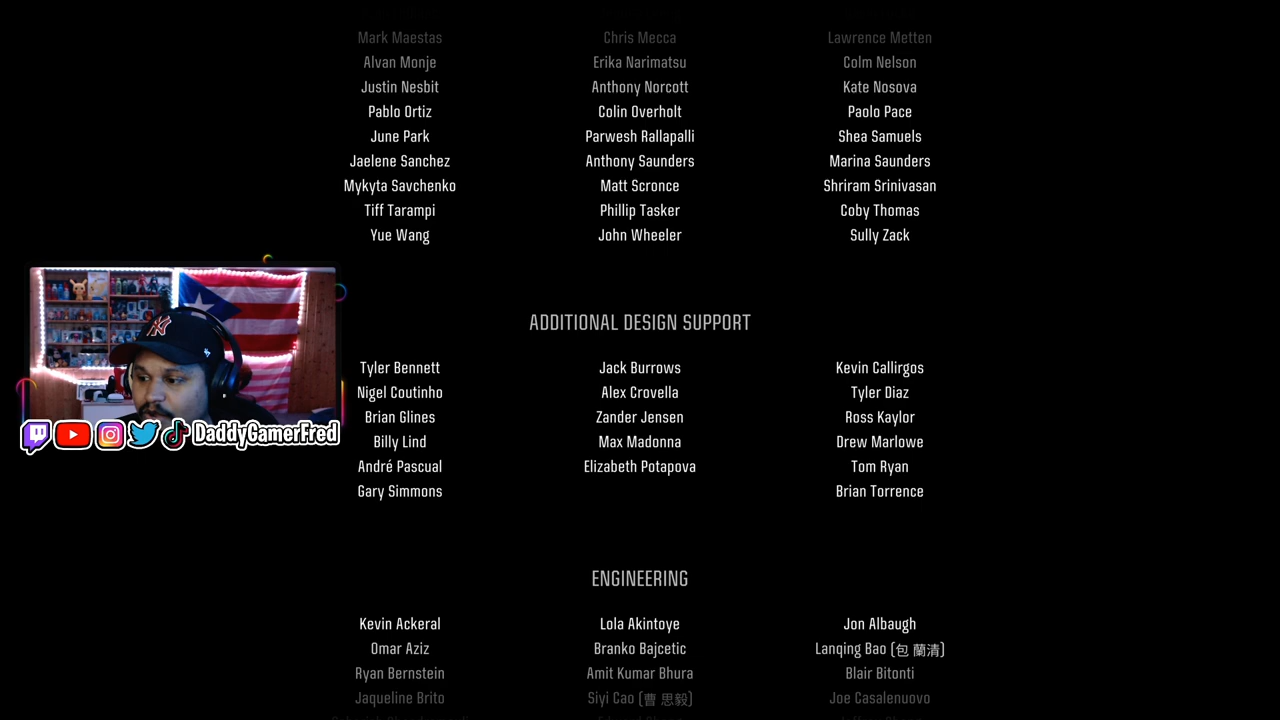 Mark Maestas Chris Mecca Lawrence Metten
Alvan Monje Erika Narimatsu Colm Nelson
Justin Nesbit Anthony Norcott Kate Nosova
Pablo Ortiz Colin Overholt Paolo Pace
June Park Parwesh Rallapalli Shea Samuels
Jaelene Sanchez Anthony Saunders Marina Saunders
Mykyta Savchenko Matt Scronce Shriram Srinivasan
Tiff Tarampi Phillip Tasker Coby Thomas
Yue Wang John Wheeler Sully Zack
ADDITIONAL DESIGN SUPPORT
Tyler Bennett Jack Burrows Kevin Callirgos
Nigel Coutinho Alex Crovella Tyler Diaz
Brian Glines Zander Jensen Ross Kaylor
DaddyGamerFred
Billy Lind Max Madonna Drew Marlowe
André Pascual Elizabeth Potapova Tom Ryan
Gary Simmons Brian Torrence
ENGINEERING
Kevin Ackeral Lola Akintoye Jon Albaugh
Omar Aziz Branko Bajcetic Lanqing Bao (包 蘭清)
Ryan Bernstein Amit Kumar Bhura Blair Bitonti
Jaqueline Brito Siyi Cao (曹 思毅) Joe Casalenuovo